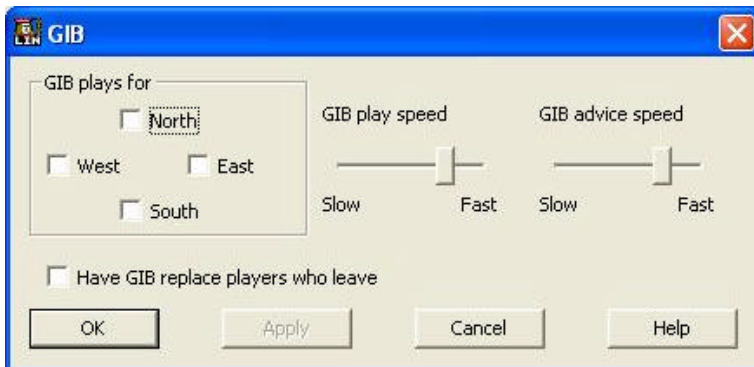 LIN GIB
GIB plays for
North
West East
South
GIB play speed
Slow Fast
GIB advice speed
Slow Fast
Have GIB replace players who leave
OK Apply Cancel Help